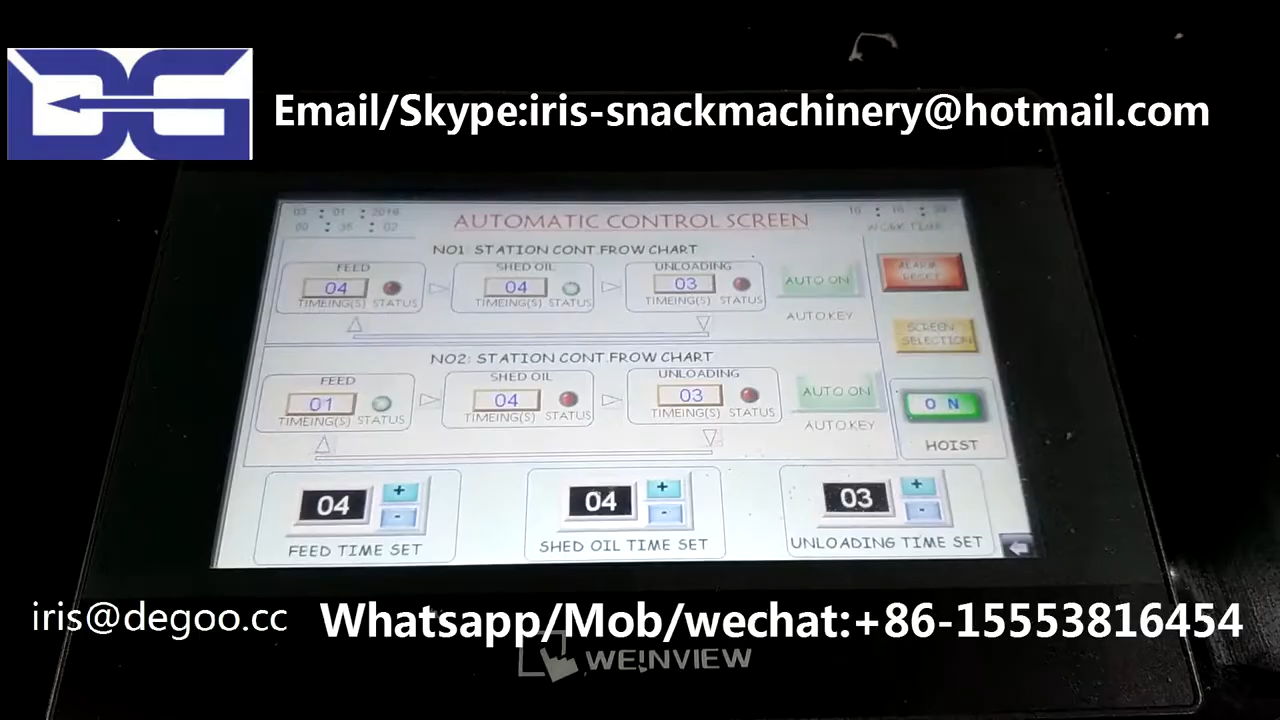 DG
Email/Skype:iris-snackmachinery@hotmail.com
03 : 01 : 2016
00 : 35 : 02
AUTOMATIC CONTROL SCREEN
WORK TIME
NO1: STATION CONT FROW CHART
FEED
SHED OIL
UNLOADING
04
04
03
TIMEING(S) STATUS
TIMEING(S) STATUS
TIMEING(S) STATUS
AUTO ON
AUTO KEY
ALARM RESET
SCREEN SELECTION
NO2: STATION CONT FROW CHART
FEED
SHED OIL
UNLOADING
01
04
03
TIMEING(S) STATUS
TIMEING(S) STATUS
TIMEING(S) STATUS
AUTO ON
AUTO KEY
O N
HOIST
04
+
-
FEED TIME SET
04
+
-
SHED OIL TIME SET
03
+
-
UNLOADING TIME SET
iris@degoo.cc
Whatsapp/Mob/wechat:+86-15553816454
WEINVIEW